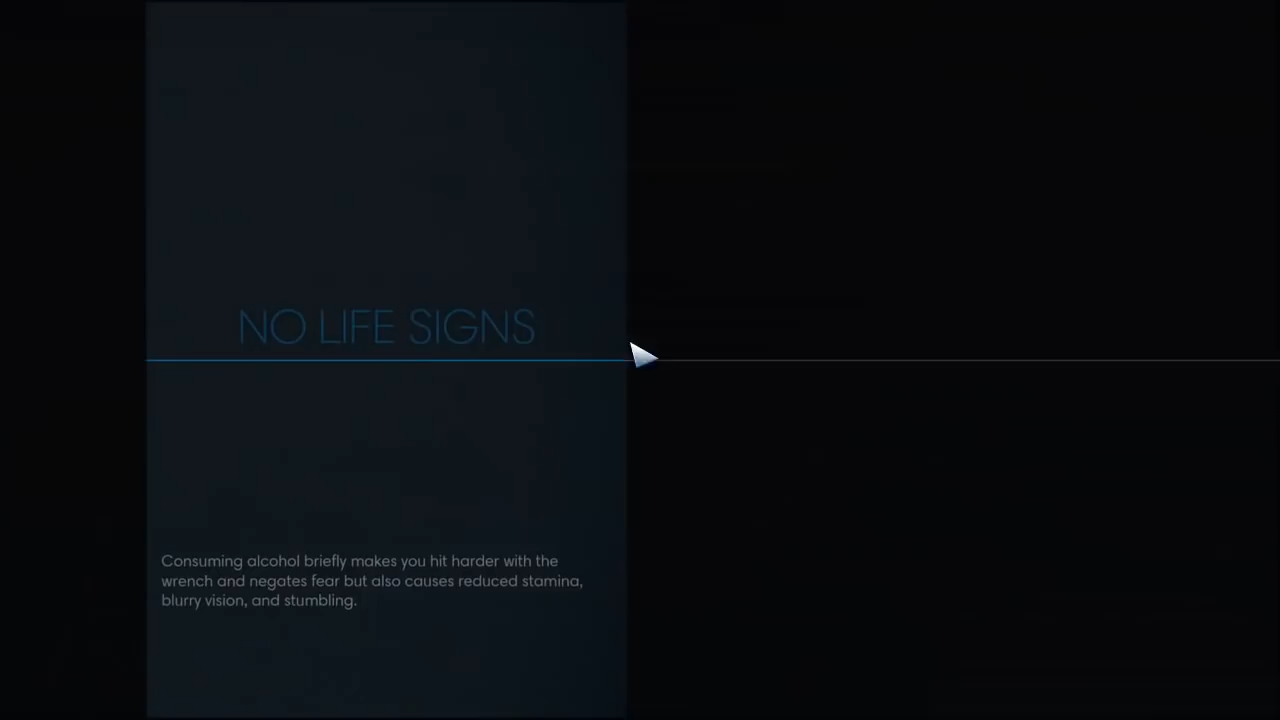 NO LIFE SIGNS
Consuming alcohol briefly makes you hit harder with the
wrench and negates fear but also causes reduced stamina,
blurry vision, and stumbling.